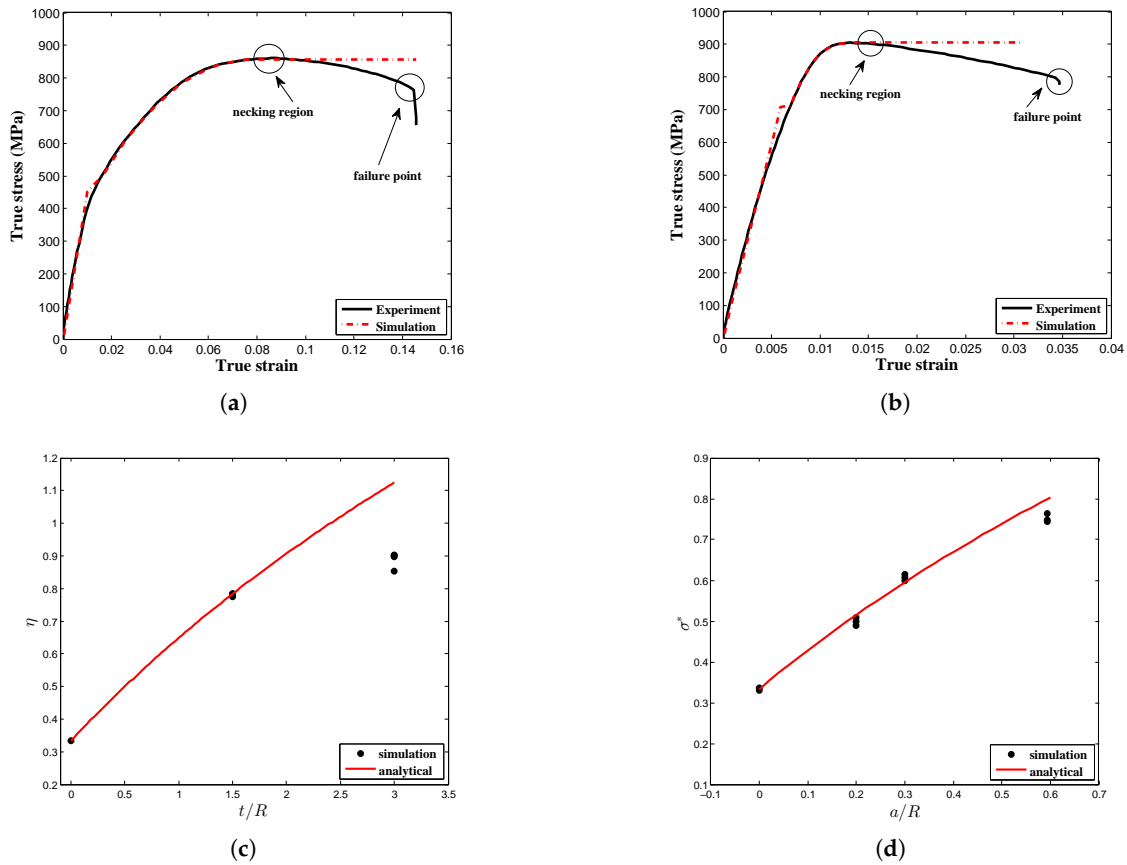 1000
900
800
700
600
500
400
300
200
100
0
True stress (MPa)
necking region
failure point
Experiment
Simulation
0 0.02 0.04 0.06 0.08 0.1 0.12 0.14 0.16
True strain
(a)
1000
900
800
700
600
500
400
300
200
100
0
True stress (MPa)
necking region
failure point
Experiment
Simulation
0 0.005 0.01 0.015 0.02 0.025 0.03 0.035 0.04
True strain
(b)
1.2
1.1
1
0.9
0.8
0.7
0.6
0.5
0.4
0.3
0.2
η
simulation
analytical
0 0.5 1 1.5 2 2.5 3 3.5
t/R
(c)
0.9
0.8
0.7
0.6
0.5
0.4
0.3
0.2
0.1
σ*
simulation
analytical
−0.1 0 0.1 0.2 0.3 0.4 0.5 0.6 0.7
a/R
(d)